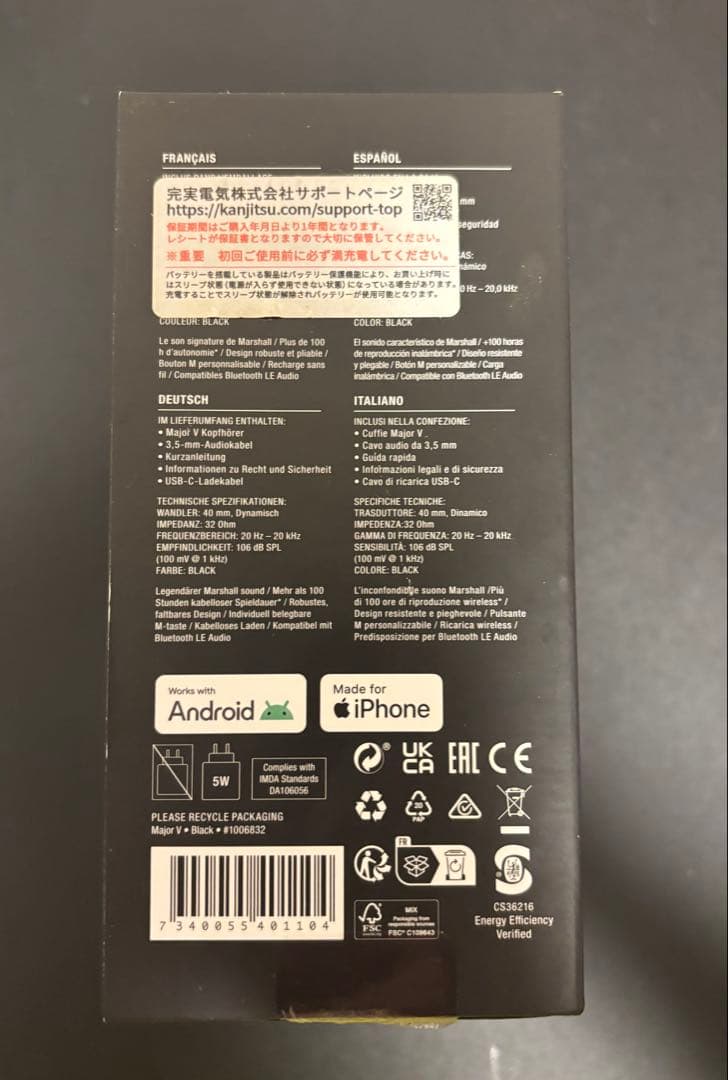 FRANÇAIS
ESPAÑOL
完実電気株式会社サポートページ
https://kanjitsu.com/support-top
保証期間はご購入年月日より1年間となります。
レシートが保証書となりますので大切に保管してください。
※重要 初回ご使用前に必ず満充電してください。
バッテリーを搭載している製品はバッテリー保護機能により、お買い上げ時に
はスリープ状態(電源が入らず使用できない状態)になっている場合があります。
充電することでスリープ状態が解除されバッテリーが使用可能となります。
mm
seguridad
AS:
námico
0 Hz – 20,0 kHz
COULEUR: BLACK
Le son signature de Marshall / Plus de 100
h d'autonomie* / Design robuste et pliable /
Bouton M personnalisable / Recharge sans
fil / Compatibles Bluetooth LE Audio
COLOR: BLACK
El sonido característico de Marshall / +100 horas
de reproducción inalámbrica* / Diseño resistente
y plegable / Botón M personalizable / Carga
inalámbrica / Compatible con Bluetooth LE Audio
DEUTSCH
IM LIEFERUMFANG ENTHALTEN:
• Major V Kopfhörer
• 3,5-mm-Audiokabel
• Kurzanleitung
• Informationen zu Recht und Sicherheit
• USB-C-Ladekabel
TECHNISCHE SPEZIFIKATIONEN:
WANDLER: 40 mm, Dynamisch
IMPEDANZ: 32 Ohm
FREQUENZBEREICH: 20 Hz – 20 kHz
EMPFINDLICHKEIT: 106 dB SPL
(100 mV @ 1 kHz)
FARBE: BLACK
Legendärer Marshall sound / Mehr als 100
Stunden kabelloser Spieldauer* / Robustes,
faltbares Design / Individuell belegbare
M-taste / Kabelloses Laden / Kompatibel mit
Bluetooth LE Audio
ITALIANO
INCLUSI NELLA CONFEZIONE:
• Cuffie Major V
• Cavo audio da 3,5 mm
• Guida rapida
• Informazioni legali e di sicurezza
• Cavo di ricarica USB-C
SPECIFICHE TECNICHE:
TRASDUTTORE: 40 mm, Dinamico
IMPEDENZA:32 Ohm
GAMMA DI FREQUENZA: 20 Hz – 20 kHz
SENSIBILITÀ: 106 dB SPL
(100 mV @ 1 kHz)
COLORE: BLACK
L'inconfondibile suono Marshall /Più
di 100 ore di riproduzione wireless* /
Design resistente e pieghevole / Pulsante
M personalizzabile / Ricarica wireless /
Predisposizione per Bluetooth LE Audio
Works with
Android
Made for
iPhone
5W
Complies with
IMDA Standards
DA106056
UK
CA
EAC
CE
20
PAP
PLEASE RECYCLE PACKAGING
Major V • Black • #1006832
FR
7340055401104
FSC
MIX
Packaging from
responsible sources
FSC® C109643
CS36216
Energy Efficiency
Verified